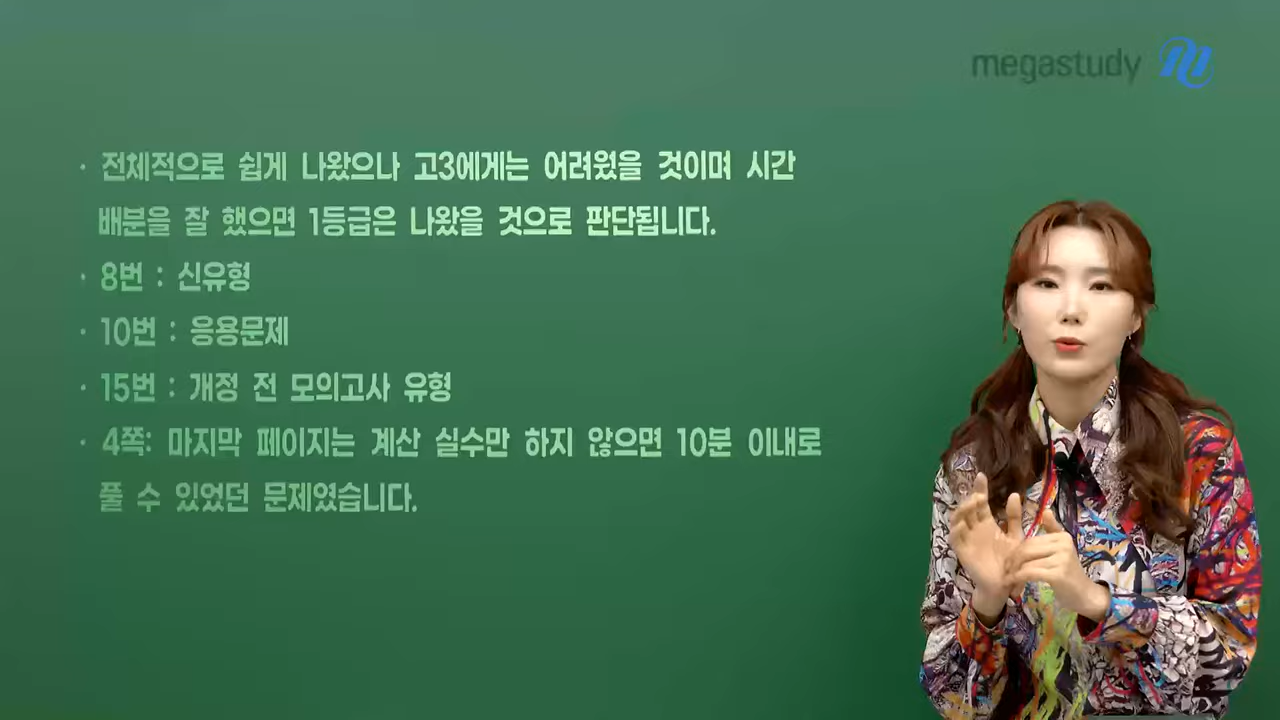 megastudy
· 전체적으로 쉽게 나왔으나 고3에게는 어려웠을 것이며 시간
배분을 잘 했으면 1등급은 나왔을 것으로 판단됩니다.
· 8번 : 신유형
· 10번 : 응용문제
· 15번 : 개정 전 모의고사 유형
· 4쪽: 마지막 페이지는 계산 실수만 하지 않으면 10분 이내로
풀 수 있었던 문제였습니다.